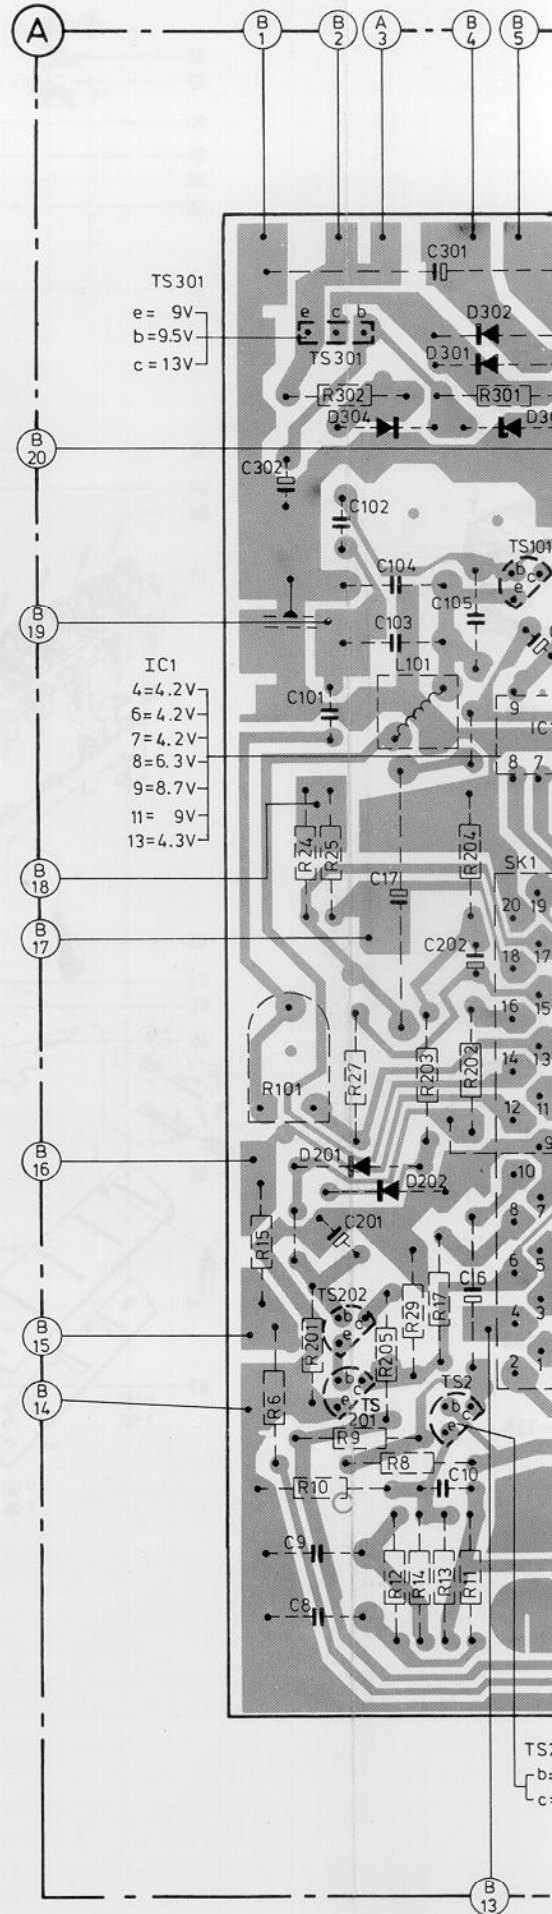 A
B 1
B 2
A 3
B 4
B 5
C301
TS301
e= 9V
b=9.5V
c=13V
e c b
TS301
D302
D301
R302
R301
D304
B 20
C302
C102
TS101
b
c
e
C104
C105
B 19
C103
L101
IC1
4=4.2V
6=4.2V
7=4.2V
8=6.3V
9=8.7V
11= 9V
13=4.3V
C101
9
8 7
R24
R25
R204
B 18
C17
SK1
20 19
B 17
C202
18 17
16 15
R101
R27
R203
R202
14 13
12 11
9
B 16
D201
10
D202
8 7
R15
C201
6 5
R29
R17
C16
TS202
b
c
e
4 3
B 15
R201
R205
2 1
B 14
R6
b
c
e
TS
201
TS2
b
c
e
R9
R8
R10
C10
C9
R12
R14
R13
R11
C8
b=
c=
B 13